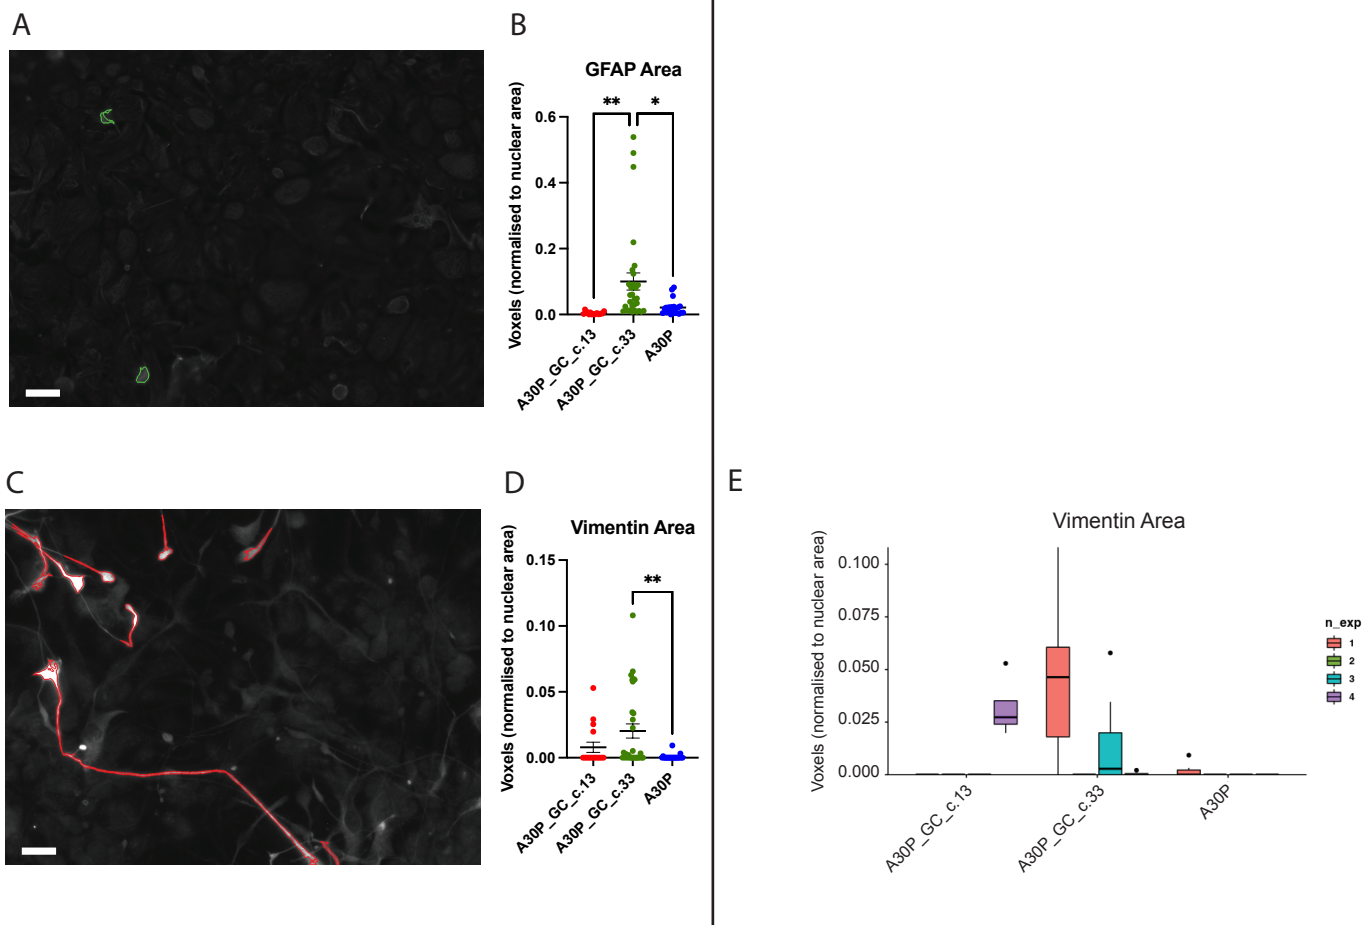 A
B
GFAP Area
** *
Voxels (normalised to nuclear area)
0.6
0.4
0.2
0.0
A30P_GC_c.13
A30P_GC_c.33
A30P
C
D
Vimentin Area
**
Voxels (normalised to nuclear area)
0.15
0.10
0.05
0.00
A30P_GC_c.13
A30P_GC_c.33
A30P
E
Vimentin Area
Voxels (normalised to nuclear area)
0.100
0.075
0.050
0.025
0.000
A30P_GC_c.13
A30P_GC_c.33
A30P
n_exp
1
2
3
4